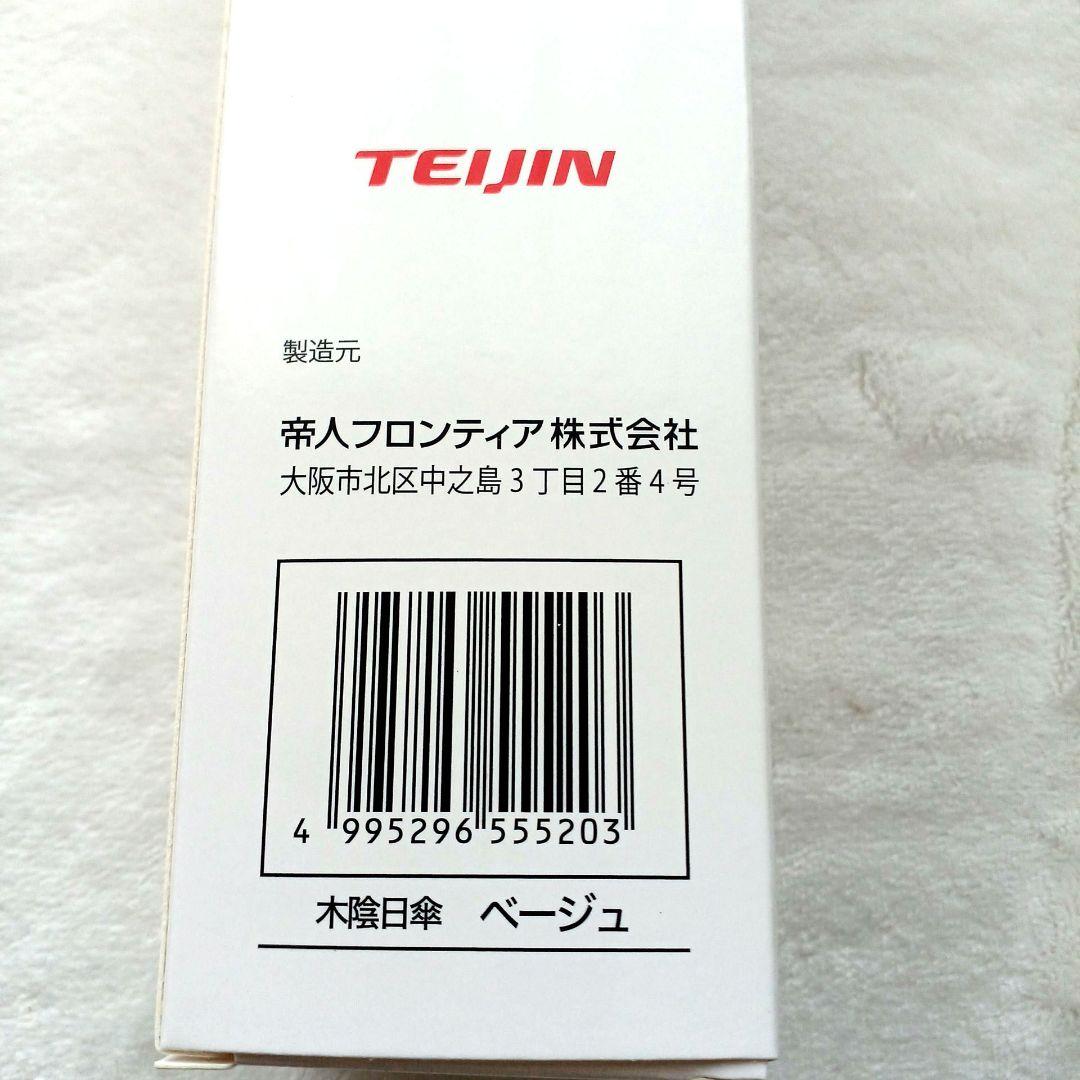 TEIJIN
製造元
帝人フロンティア株式会社
大阪市北区中之島3丁目2番4号
4 995296 555203
木陰日傘 ベージュ